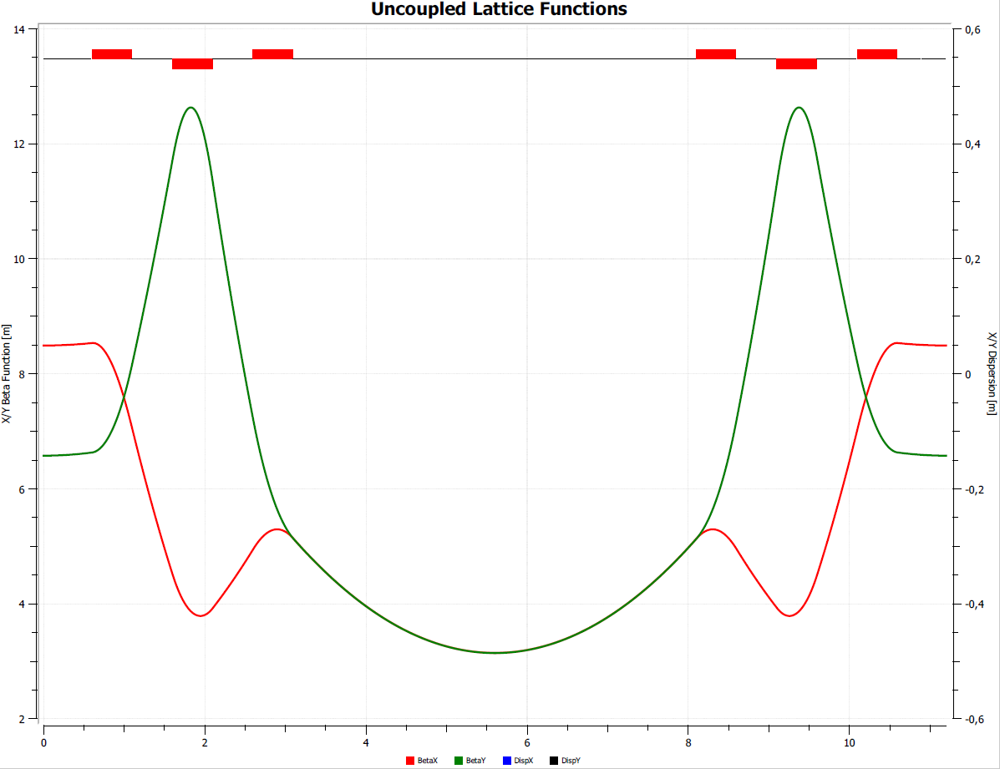 Uncoupled Lattice Functions
14
12
10
8
6
4
2
X/Y Beta Function [m]
0,6
0,4
0,2
0
-0,2
-0,4
-0,6
X/Y Dispersion [m]
0 2 4 6 8 10
BetaX BetaY DispX DispY